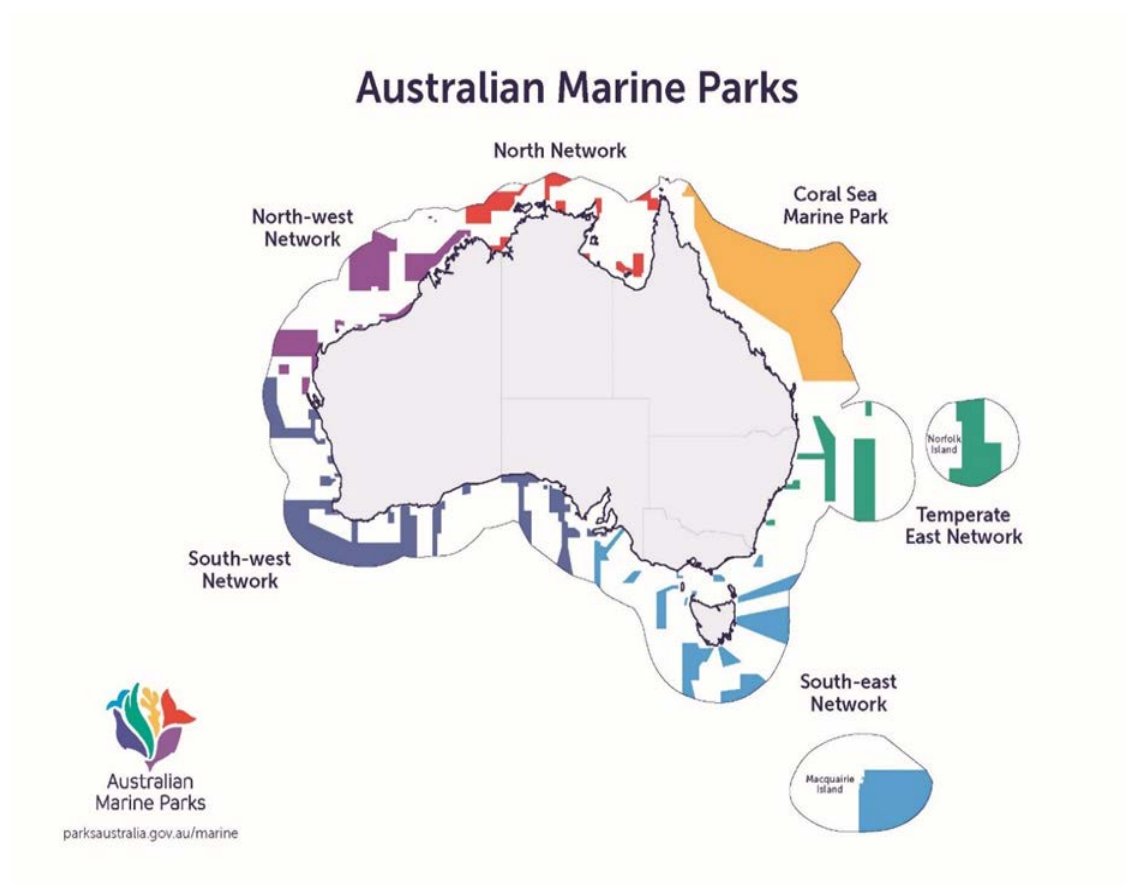 Australian Marine Parks
North Network
Coral Sea
Marine Park
North-west
Network
Norfolk
Island
Temperate
East Network
South-west
Network
South-east
Network
Macquairie
Island
Australian
Marine Parks
parksaustralia.gov.au/marine